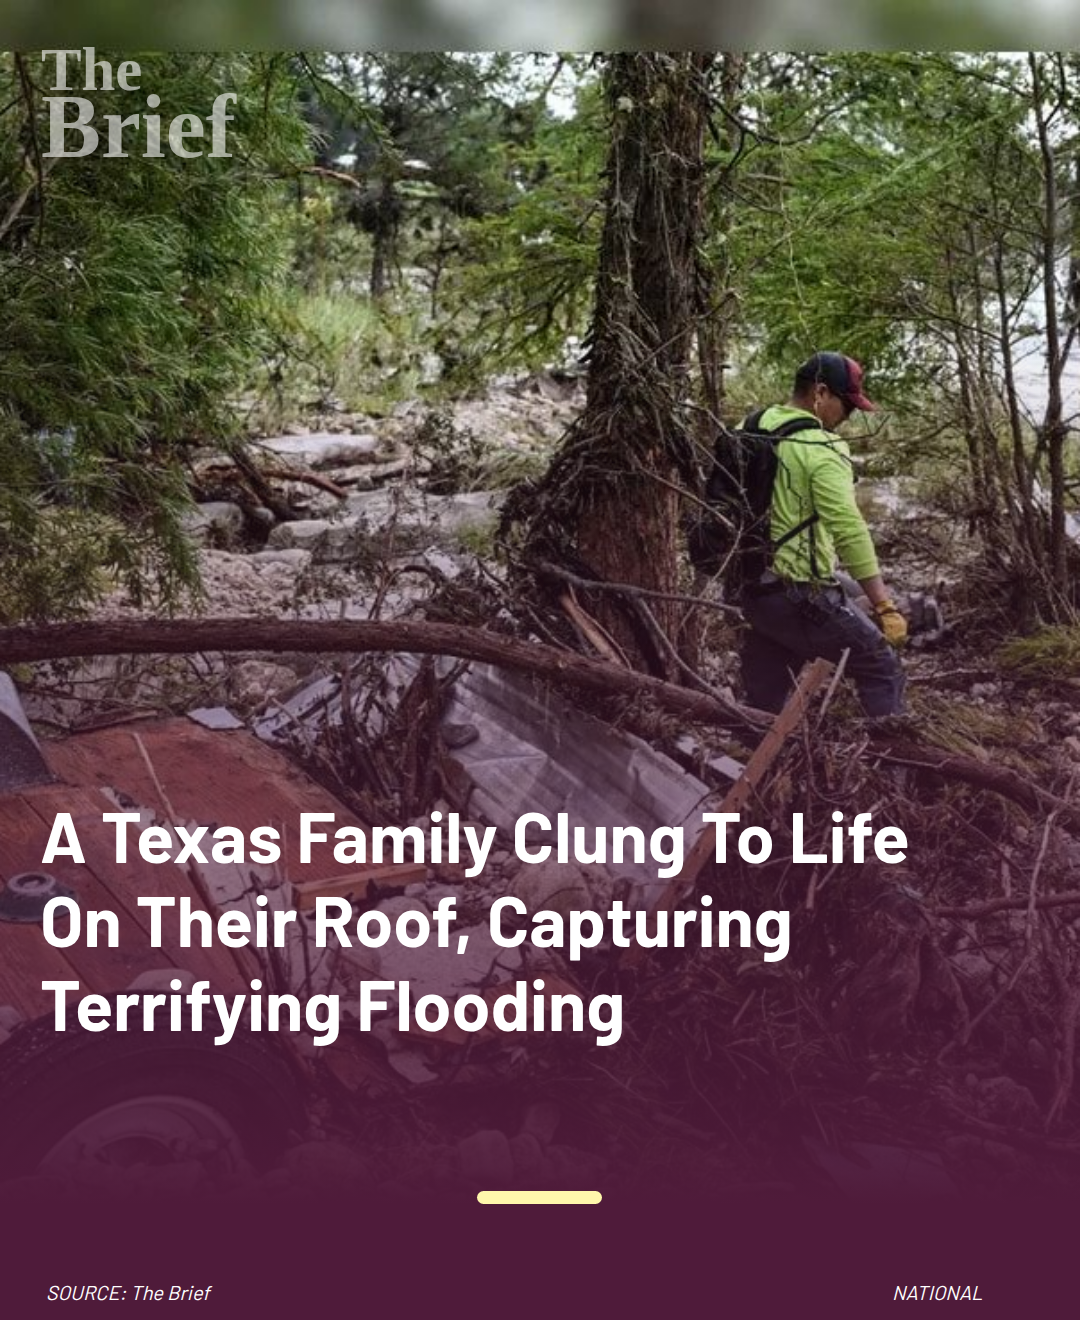 The
Brief
A Texas Family Clung To Life
On Their Roof, Capturing
Terrifying Flooding
SOURCE: The Brief
NATIONAL